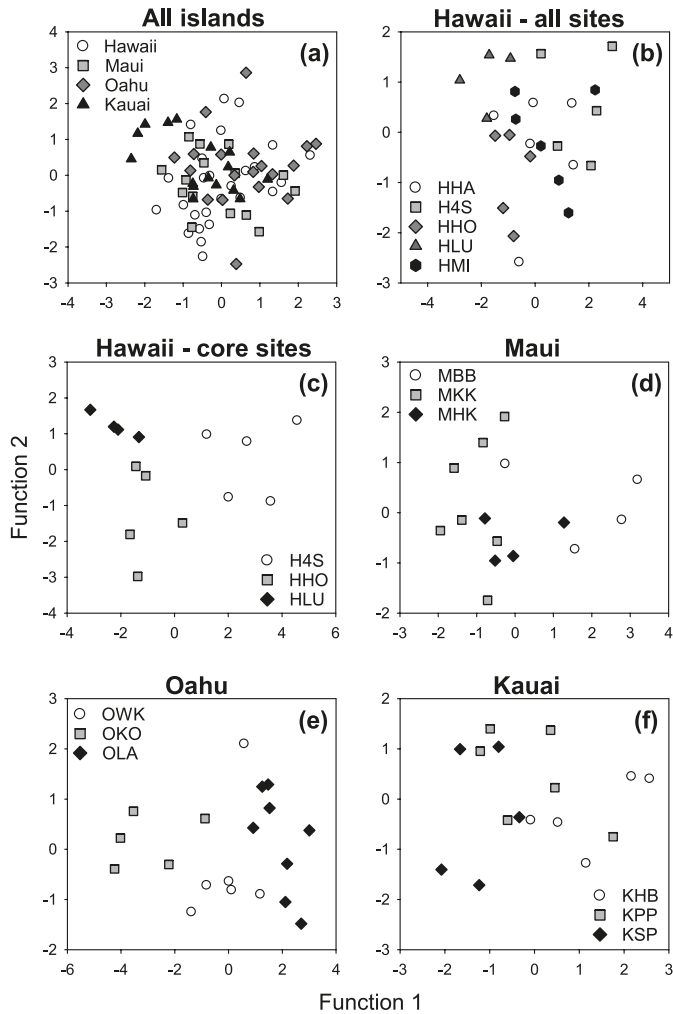 All islands
(a)
Hawaii
Maui
Oahu
Kauai
4
3
2
1
0
-1
-2
-3
-4 -3 -2 -1 0 1 2 3
Hawaii - all sites
(b)
2
1
0
-1
-2
-3
HHA
H4S
HHO
HLU
HMI
-4 -2 0 2 4
Hawaii - core sites
(c)
3
2
1
0
-1
-2
-3
-4
H4S
HHO
HLU
-4 -2 0 2 4 6
Maui
(d)
MBB
MKK
MHK
3
2
1
0
-1
-2
-3 -2 -1 0 1 2 3 4
Oahu
(e)
OWK
OKO
OLA
3
2
1
0
-1
-2
-6 -4 -2 0 2 4
Kauai
(f)
2
1
0
-1
-2
-3
KHB
KPP
KSP
-3 -2 -1 0 1 2 3
Function 2
Function 1